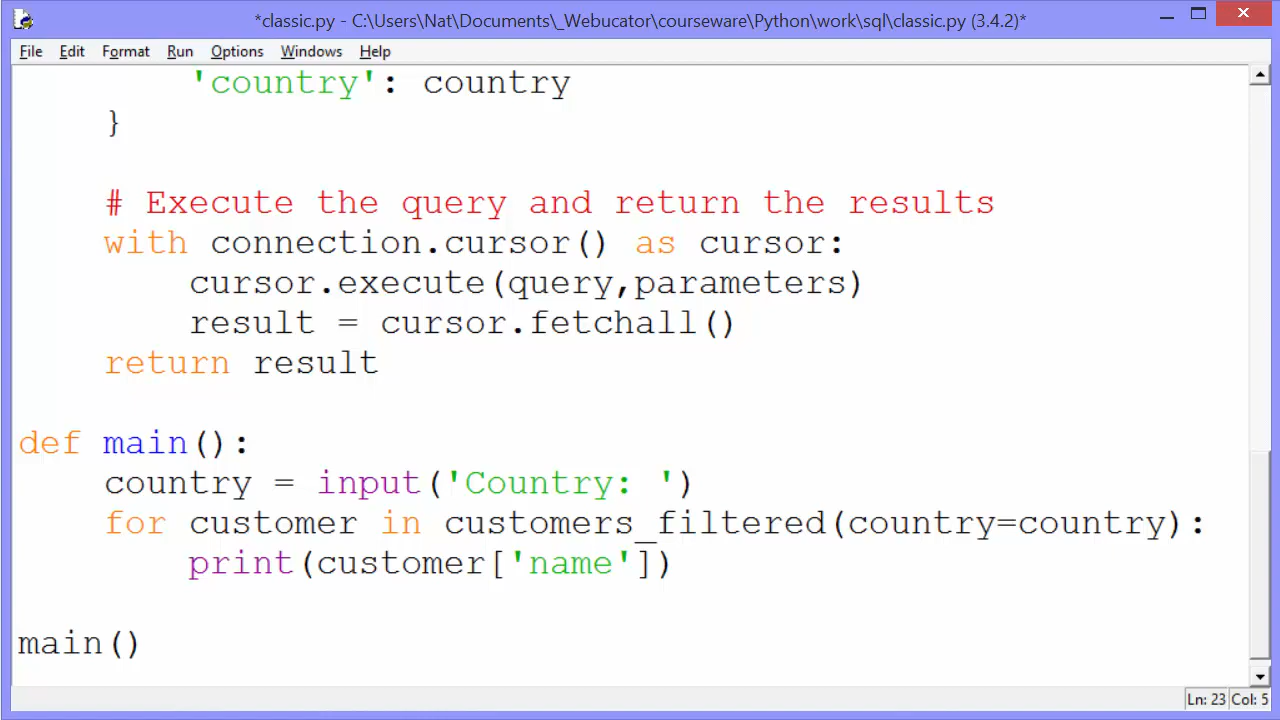 *classic.py - C:\Users\Nat\Documents\_Webucator\courseware\Python\work\sql\classic.py (3.4.2)*
File Edit Format Run Options Windows Help
'country': country
}
# Execute the query and return the results
with connection.cursor() as cursor:
cursor.execute(query,parameters)
result = cursor.fetchall()
return result
def main():
country = input('Country: ')
for customer in customers_filtered(country=country):
print(customer['name'])
main()
Ln: 23 Col: 5